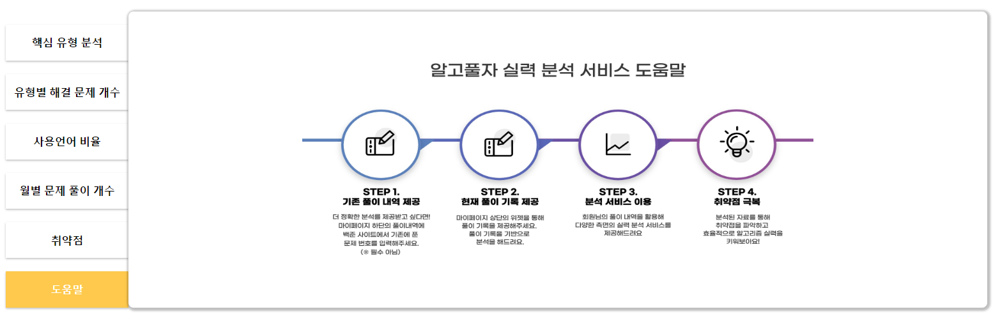 핵심 유형 분석
유형별 해결 문제 개수
사용언어 비율
월별 문제 풀이 개수
취약점
도움말
알고풀자 실력 분석 서비스 도움말
STEP 1.
기존 풀이 내역 제공
더 정확한 분석를 제공받고 싶다면!
마이페이지 하단의 풀이내역에
백준 사이트에서 기존에 푼
문제 번호를 입력해주세요.
(※ 필수 아님)
STEP 2.
현재 풀이 기록 제공
마이페이지 상단의 위젯을 통해
풀이 기록을 제공해주세요.
풀이 기록을 기반으로
분석을 해드려요.
STEP 3.
분석 서비스 이용
회원님의 풀이 내역을 활용해
다양한 측면의 실력 분석 서비스를
제공해드려요
STEP 4.
취약점 극복
분석된 자료를 통해
취약점을 파악하고
효율적으로 알고리즘 실력을
키워보아요!